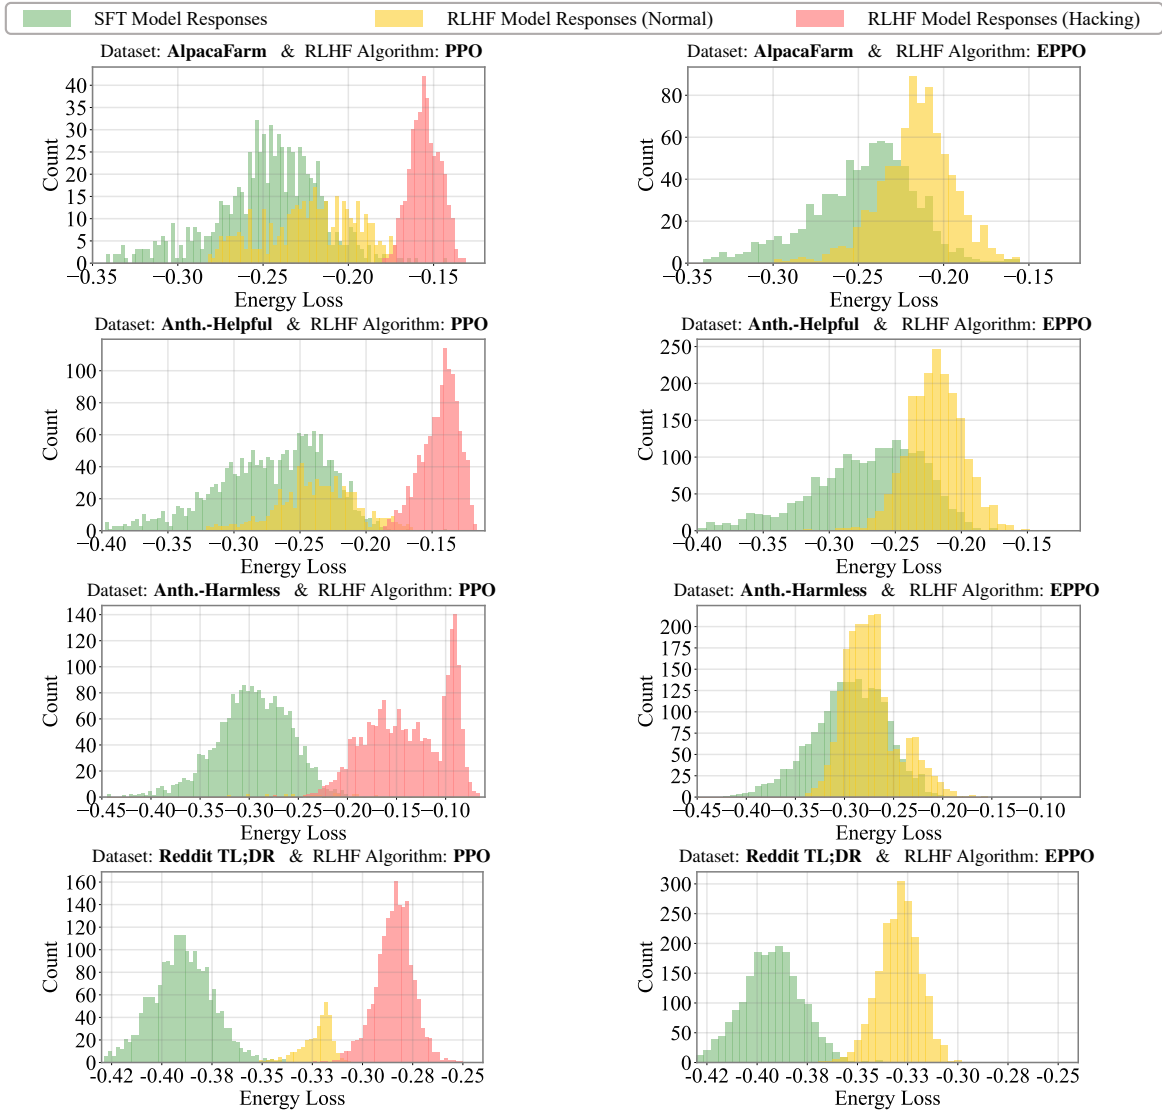 SFT Model Responses RLHF Model Responses (Normal) RLHF Model Responses (Hacking)
Dataset: AlpacaFarm & RLHF Algorithm: PPO
40
35
30
25
20
15
10
5
0
Count
−0.35 −0.30 −0.25 −0.20 −0.15
Energy Loss
Dataset: AlpacaFarm & RLHF Algorithm: EPPO
80
60
40
20
0
Count
−0.35 −0.30 −0.25 −0.20 −0.15
Energy Loss
Dataset: Anth.-Helpful & RLHF Algorithm: PPO
100
80
60
40
20
0
Count
−0.40 −0.35 −0.30 −0.25 −0.20 −0.15
Energy Loss
Dataset: Anth.-Helpful & RLHF Algorithm: EPPO
250
200
150
100
50
0
Count
−0.40 −0.35 −0.30 −0.25 −0.20 −0.15
Energy Loss
Dataset: Anth.-Harmless & RLHF Algorithm: PPO
140
120
100
80
60
40
20
0
Count
−0.45 −0.40 −0.35 −0.30 −0.25 −0.20 −0.15 −0.10
Energy Loss
Dataset: Anth.-Harmless & RLHF Algorithm: EPPO
200
175
150
125
100
75
50
25
0
Count
−0.45 −0.40 −0.35 −0.30 −0.25 −0.20 −0.15 −0.10
Energy Loss
Dataset: Reddit TL;DR & RLHF Algorithm: PPO
160
140
120
100
80
60
40
20
0
Count
-0.42 -0.40 -0.38 -0.35 -0.33 -0.30 -0.28 -0.25
Energy Loss
Dataset: Reddit TL;DR & RLHF Algorithm: EPPO
300
250
200
150
100
50
0
Count
-0.42 -0.40 -0.38 -0.35 -0.33 -0.30 -0.28 -0.25
Energy Loss